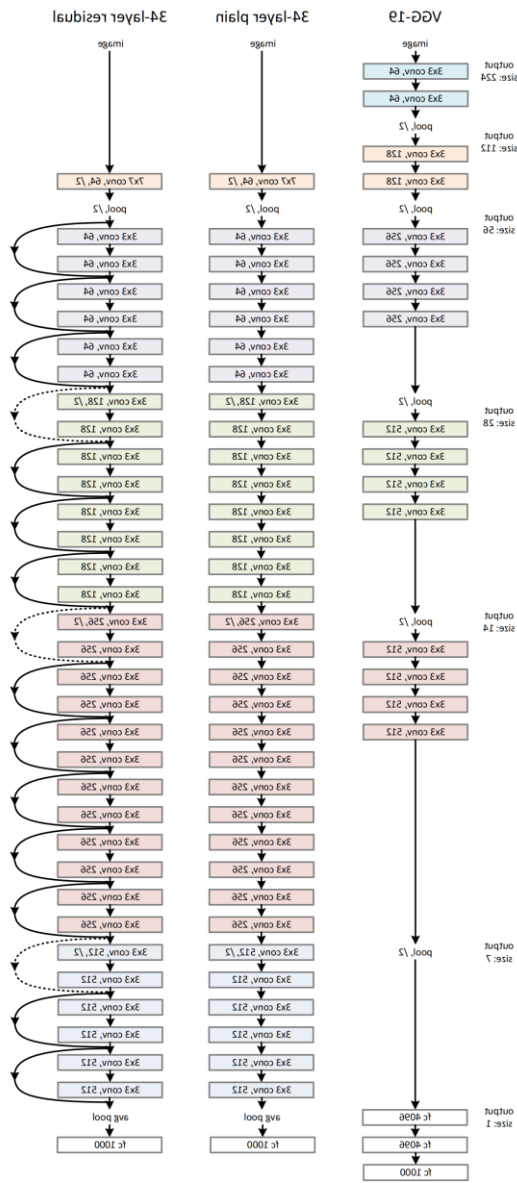 output
size: 224
output
size: 112
output
size: 56
output
size: 28
output
size: 14
output
size: 7
output
size: 1
VGG-19
image
3x3 conv, 64
3x3 conv, 64
pool, /2
3x3 conv, 128
3x3 conv, 128
pool, /2
3x3 conv, 256
3x3 conv, 256
3x3 conv, 256
3x3 conv, 256
pool, /2
3x3 conv, 512
3x3 conv, 512
3x3 conv, 512
3x3 conv, 512
pool, /2
3x3 conv, 512
3x3 conv, 512
3x3 conv, 512
3x3 conv, 512
pool, /2
fc 4096
fc 4096
fc 1000
34-layer plain
image
7x7 conv, 64, /2
pool, /2
3x3 conv, 64
3x3 conv, 64
3x3 conv, 64
3x3 conv, 64
3x3 conv, 64
3x3 conv, 64
3x3 conv, 128, /2
3x3 conv, 128
3x3 conv, 128
3x3 conv, 128
3x3 conv, 128
3x3 conv, 128
3x3 conv, 128
3x3 conv, 128
3x3 conv, 256, /2
3x3 conv, 256
3x3 conv, 256
3x3 conv, 256
3x3 conv, 256
3x3 conv, 256
3x3 conv, 256
3x3 conv, 256
3x3 conv, 256
3x3 conv, 256
3x3 conv, 256
3x3 conv, 256
3x3 conv, 512, /2
3x3 conv, 512
3x3 conv, 512
3x3 conv, 512
3x3 conv, 512
3x3 conv, 512
avg pool
fc 1000
34-layer residual
image
7x7 conv, 64, /2
pool, /2
3x3 conv, 64
3x3 conv, 64
3x3 conv, 64
3x3 conv, 64
3x3 conv, 64
3x3 conv, 64
3x3 conv, 128, /2
3x3 conv, 128
3x3 conv, 128
3x3 conv, 128
3x3 conv, 128
3x3 conv, 128
3x3 conv, 128
3x3 conv, 128
3x3 conv, 256, /2
3x3 conv, 256
3x3 conv, 256
3x3 conv, 256
3x3 conv, 256
3x3 conv, 256
3x3 conv, 256
3x3 conv, 256
3x3 conv, 256
3x3 conv, 256
3x3 conv, 256
3x3 conv, 256
3x3 conv, 512, /2
3x3 conv, 512
3x3 conv, 512
3x3 conv, 512
3x3 conv, 512
3x3 conv, 512
avg pool
fc 1000